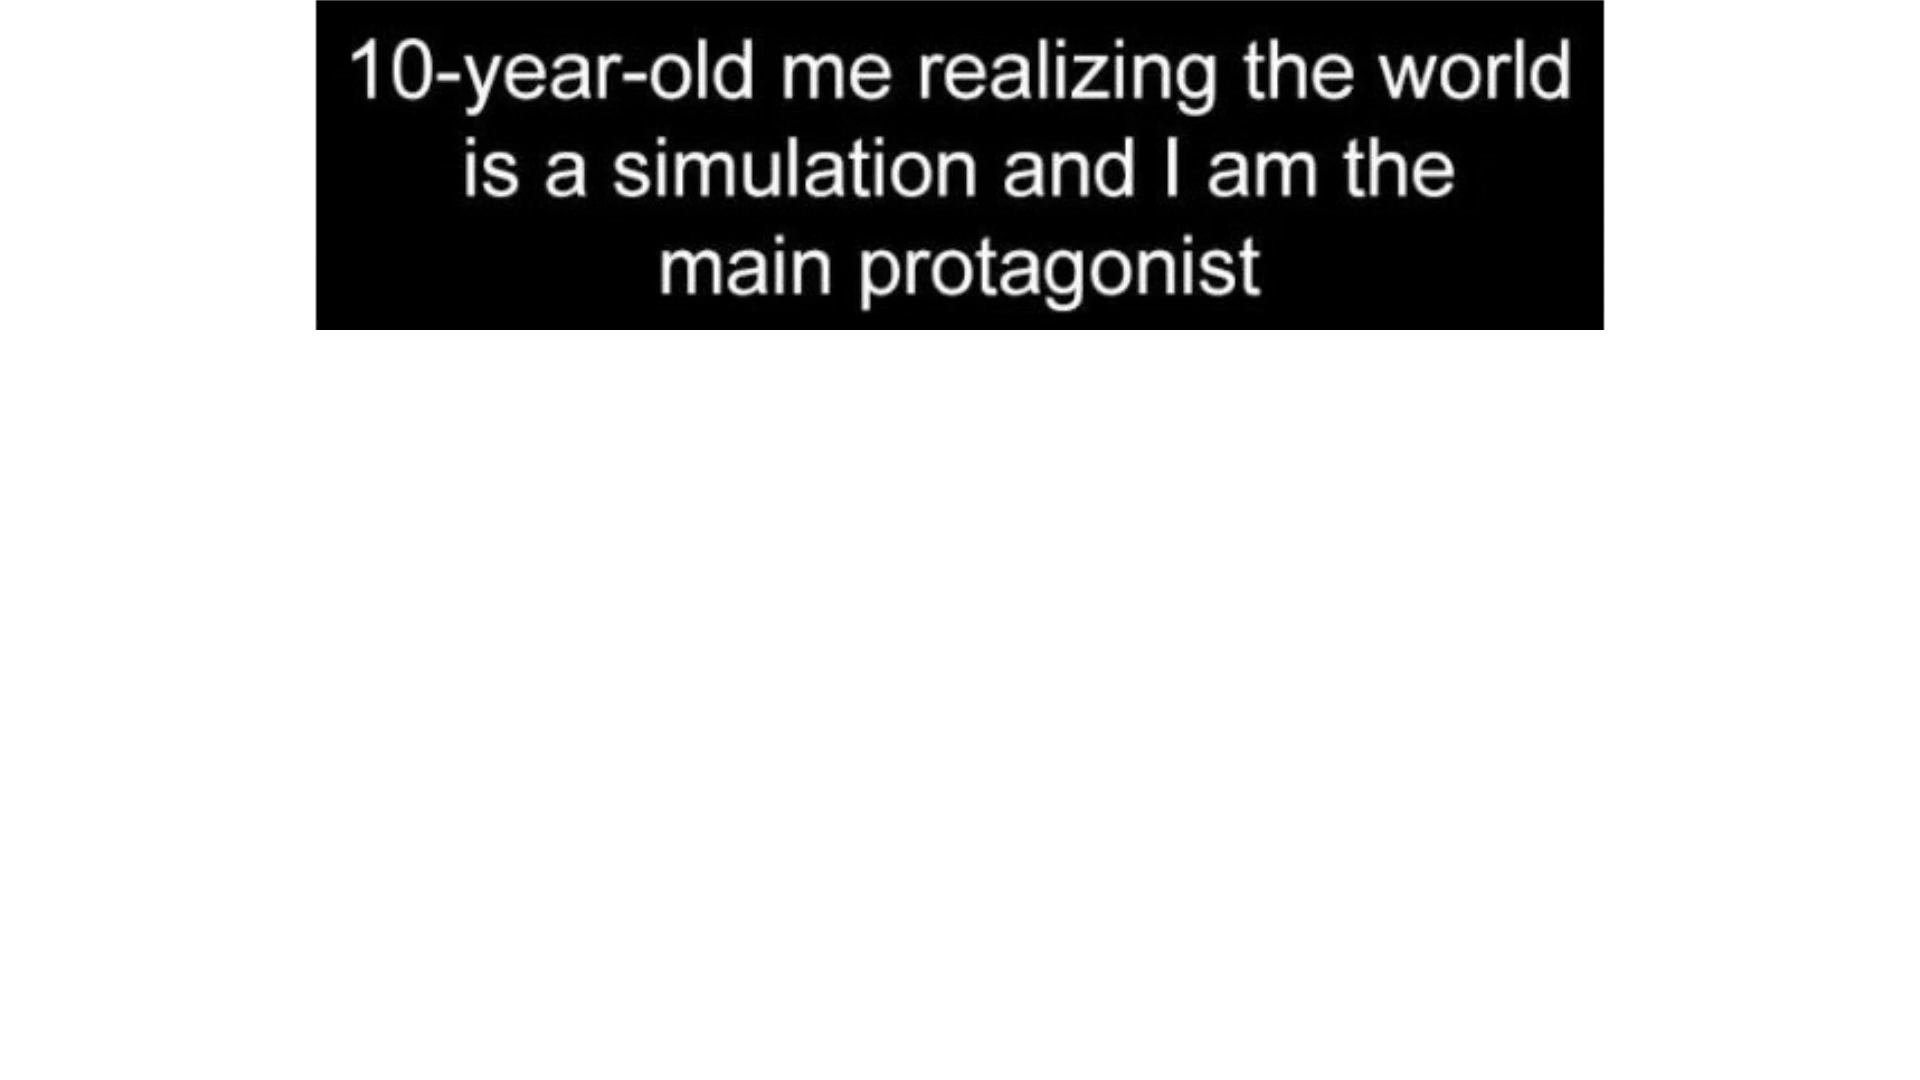 10-year-old me realizing the world
is a simulation and I am the
main protagonist